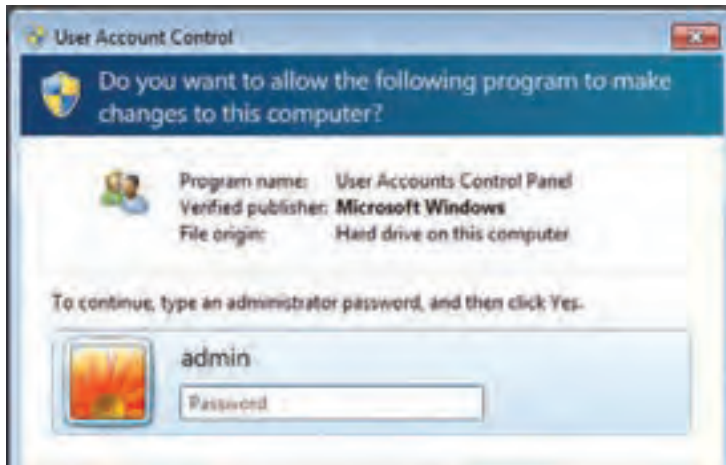 User Account Control
Do you want to allow the following program to make
changes to this computer?
Program name: User Accounts Control Panel
Verified publisher: Microsoft Windows
File origin: Hard drive on this computer
To continue, type an administrator password, and then click Yes.
admin
Password